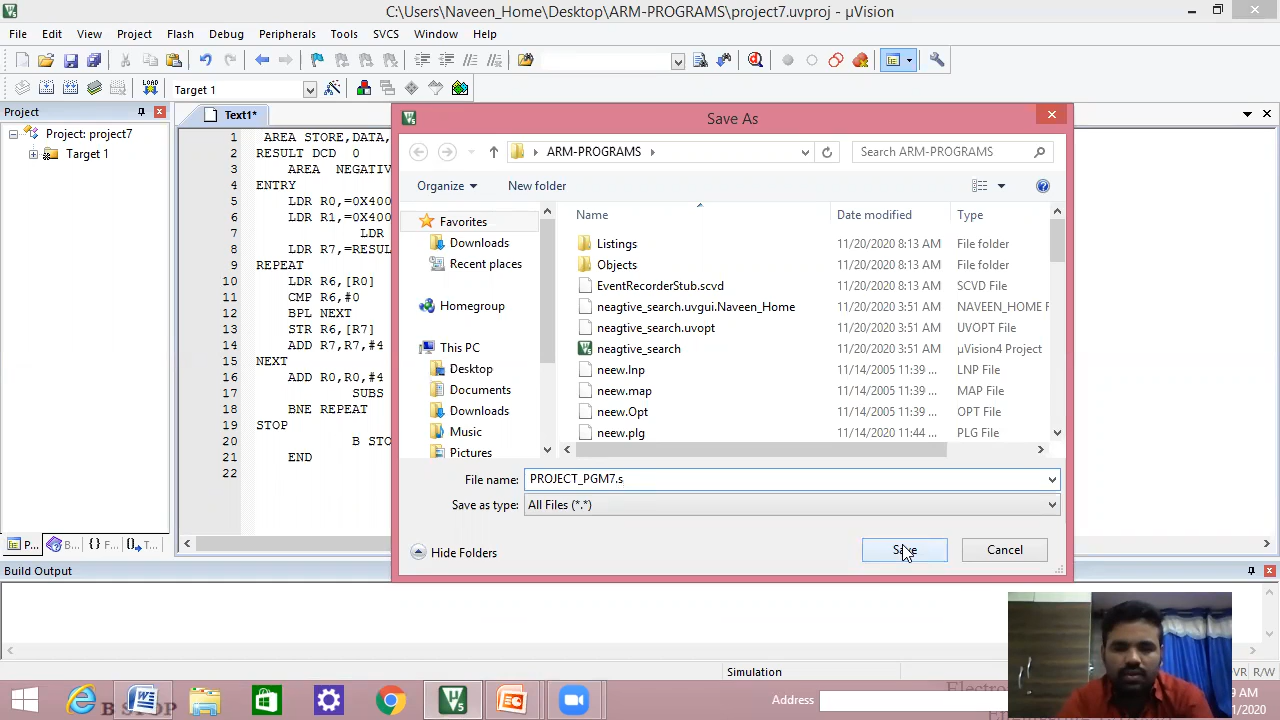 C:\Users\Naveen_Home\Desktop\ARM-PROGRAMS\project7.uvproj - µVision
File Edit View Project Flash Debug Peripherals Tools SVCS Window Help
Target 1
Project
Project: project7
Target 1
Text1*
1 AREA STORE,DATA,
2 RESULT DCD 0
3 AREA NEGATIV
4 ENTRY
5 LDR R0,=0X400
6 LDR R1,=0X400
7 LDR
8 LDR R7,=RESUL
9 REPEAT
10 LDR R6,[R0]
11 CMP R6,#0
12 BPL NEXT
13 STR R6,[R7]
14 ADD R7,R7,#4
15 NEXT
16 ADD R0,R0,#4
17 SUBS
18 BNE REPEAT
19 STOP
20 B STO
21 END
22
Save As
ARM-PROGRAMS
Search ARM-PROGRAMS
Organize New folder
Favorites
Downloads
Recent places
Homegroup
This PC
Desktop
Documents
Downloads
Music
Pictures
Name Date modified Type
Listings 11/20/2020 8:13 AM File folder
Objects 11/20/2020 8:13 AM File folder
EventRecorderStub.scvd 11/20/2020 8:13 AM SCVD File
neagtive_search.uvgui.Naveen_Home 11/20/2020 3:51 AM NAVEEN_HOME F
neagtive_search.uvopt 11/20/2020 3:51 AM UVOPT File
neagtive_search 11/20/2020 3:51 AM µVision4 Project
neew.lnp 11/14/2005 11:39 ... LNP File
neew.map 11/14/2005 11:39 ... MAP File
neew.Opt 11/14/2005 11:39 ... OPT File
neew.plg 11/14/2020 11:44 ... PLG File
File name: PROJECT_PGM7.s
Save as type: All Files (*.*)
Hide Folders
Save Cancel
P... B... F... T...
Build Output
Simulation
VR R/W
B STOP
Address
9 AM
1/2020